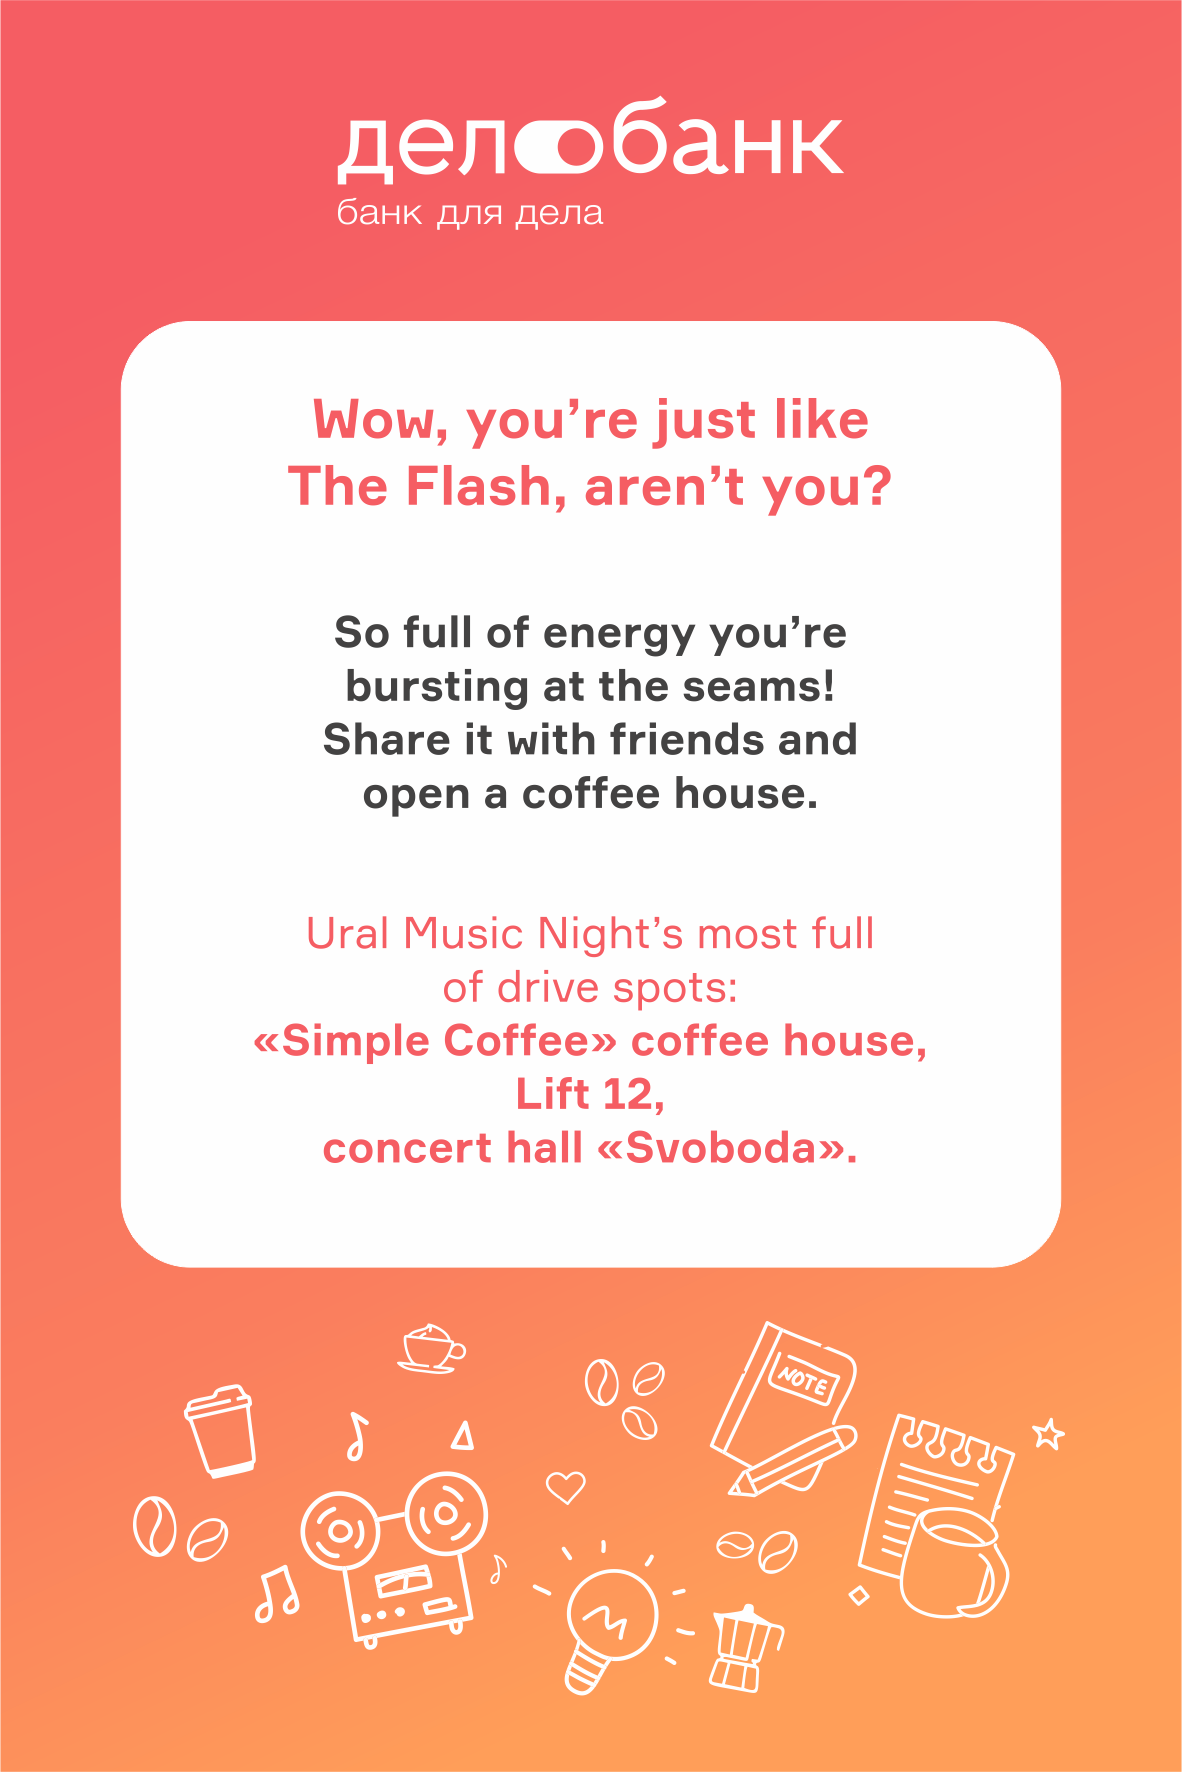 делобанк
банк для дела
Wow, you’re just like
The Flash, aren’t you?
So full of energy you’re
bursting at the seams!
Share it with friends and
open a coffee house.
Ural Music Night’s most full
of drive spots:
«Simple Coffee» coffee house,
Lift 12,
concert hall «Svoboda».
NOTE